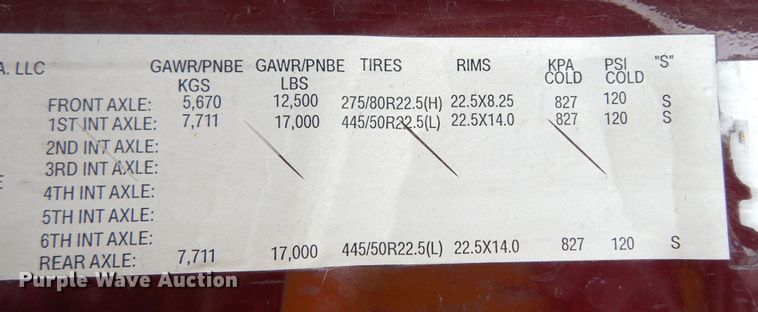 A. LLC GAWR/PNBE KGS GAWR/PNBE LBS TIRES RIMS KPA COLD PSI COLD "S"
FRONT AXLE: 5,670 12,500 275/80R22.5(H) 22.5X8.25 827 120 S
1ST INT AXLE: 7,711 17,000 445/50R22.5(L) 22.5X14.0 827 120 S
2ND INT AXLE:
3RD INT AXLE:
4TH INT AXLE:
5TH INT AXLE:
6TH INT AXLE:
REAR AXLE: 7,711 17,000 445/50R22.5(L) 22.5X14.0 827 120 S
Purple Wave Auction